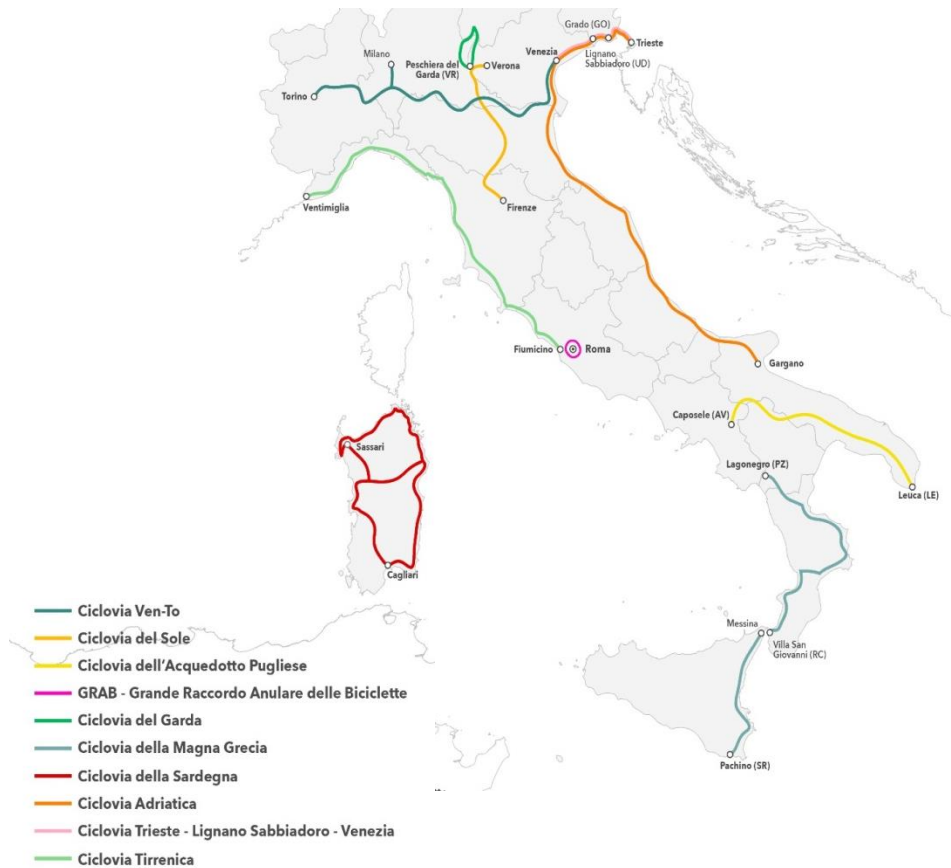 Grado (GO)
Milano
Venezia
Trieste
Peschiera del
Garda (VR)
Verona
Lignano
Sabbiadoro (UD)
Torino
Ventimiglia
Firenze
Fiumicino
Roma
Gargano
Caposele (AV)
Sassari
Lagonegro (PZ)
Leuca (LE)
Cagliari
Messina
Villa San
Giovanni (RC)
Pachino (SR)
Ciclovia Ven-To
Ciclovia del Sole
Ciclovia dell'Acquedotto Pugliese
GRAB - Grande Raccordo Anulare delle Biciclette
Ciclovia del Garda
Ciclovia della Magna Grecia
Ciclovia della Sardegna
Ciclovia Adriatica
Ciclovia Trieste - Lignano Sabbiadoro - Venezia
Ciclovia Tirrenica